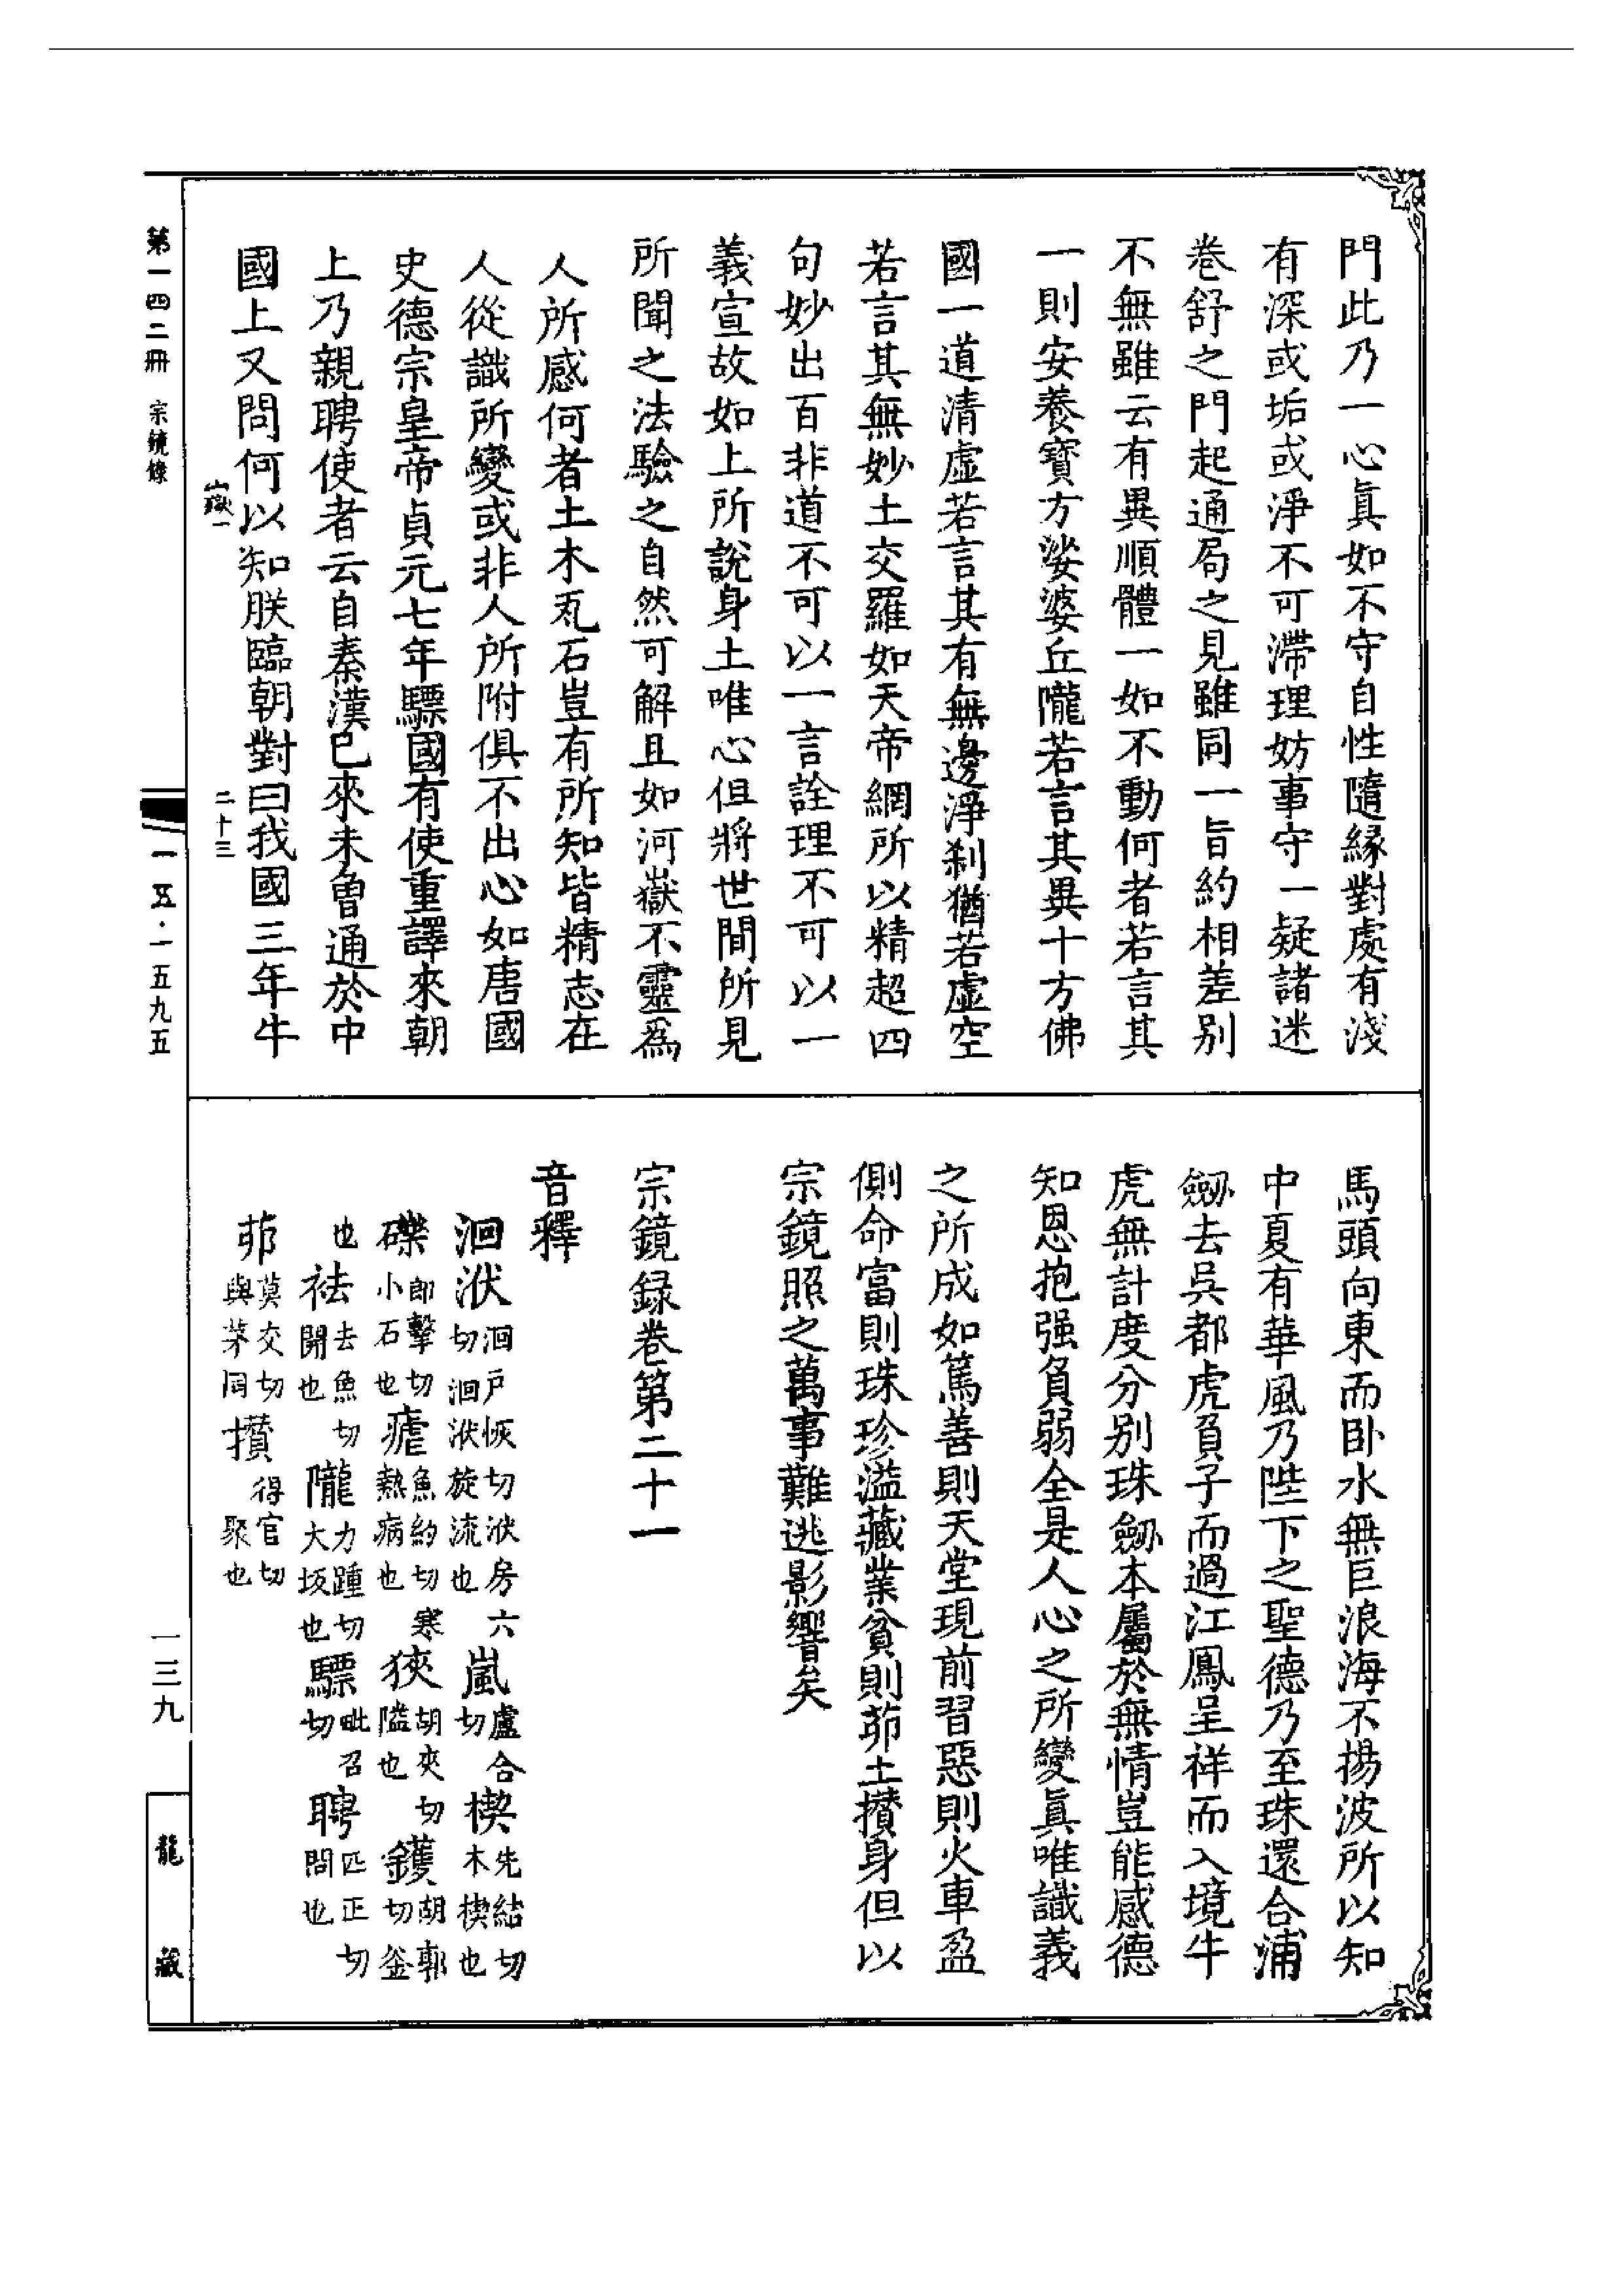 門此乃一心眞如不守自性隨緣對處有淺
有深或垢或淨不可滯理妨事守一疑諸迷
卷舒之門起通局之見雖同一旨約相差别
不無雖云有異順體一如不動何者若言其
一則安養寶方娑婆丘隴若言其異十方佛
國一道清虛若言其有無邊淨刹猶若虛空
若言其無妙土交羅如天帝網所以精超四
句妙出百非道不可以一言詮理不可以一
義宣故如上所說身土唯心但將世間所見
所聞之法驗之自然可解且如河嶽不靈爲
人所感何者土木瓦石豈有所知皆精志在
人從識所變或非人所附俱不出心如唐國
史德宗皇帝貞元七年驃國有使重譯來朝
上乃親聘使者云自秦漢已來未曾通於中
國上又問何以知朕臨朝對曰我國三年牛
嶽一
二十三
馬頭向東而卧水無巨浪海不揚波所以知
中夏有華風乃陛下之聖德乃至珠還合浦
劒去吳都虎負子而過江鳳呈祥而入境牛
虎無計度分别珠劒本屬於無情豈能感德
知恩抱强負弱全是人心之所變眞唯識義
之所成如篤善則天堂現前習惡則火車盈
側命富則珠珍溢藏業貧則茆土攢身但以
宗鏡照之萬事難逃影響矣
宗鏡録卷第二十一
音釋
洄洑洄戸恢切洑房六切洄洑旋流也嵐盧合切楔先結切木楔也
礫郎擊切小石也瘧魚約切寒熱病也狹胡夾切隘也鑊胡郭切釜
也祛去魚切開也隴力踵切大坂也驃毗召切聘匹正切問也
茆莫交切與茅同攢得官切聚也
第一四二册 宗鏡錄
一五·一五九五
一三九
龍藏